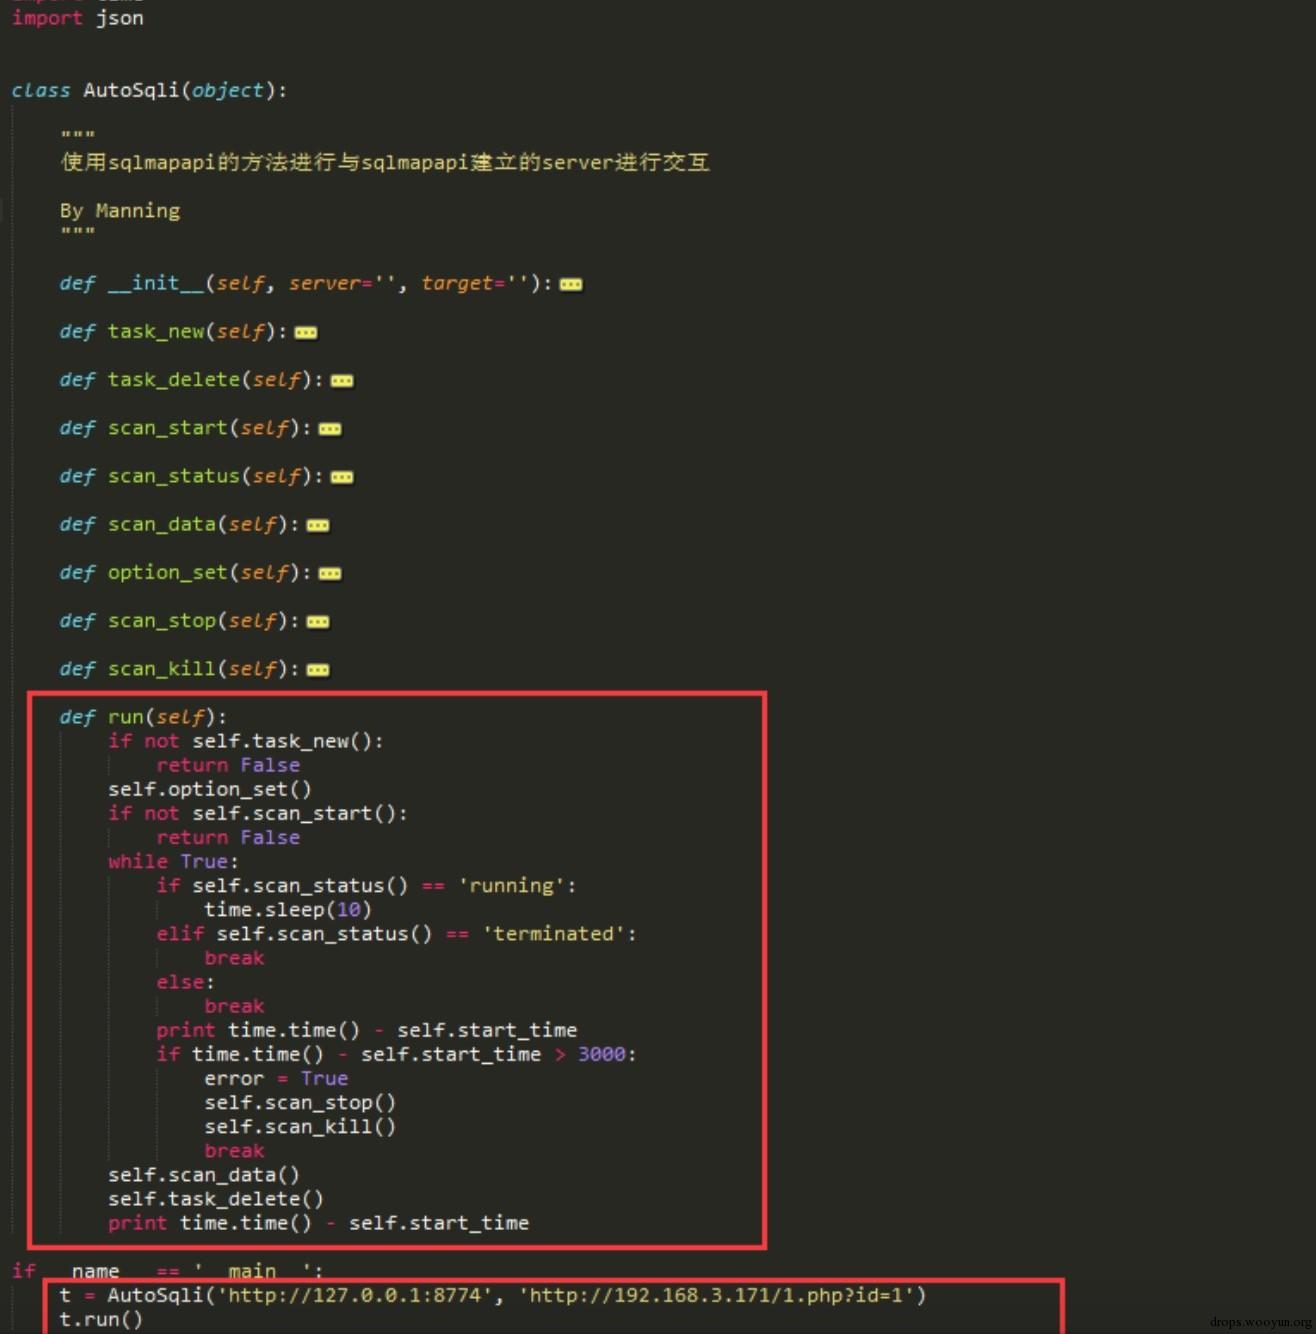 import time
import json
class AutoSqli(object):
"""
使用sqlmapapi的方法进行与sqlmapapi建立的server进行交互
By Manning
"""
def __init__(self, server='', target=''):
def task_new(self):
def task_delete(self):
def scan_start(self):
def scan_status(self):
def scan_data(self):
def option_set(self):
def scan_stop(self):
def scan_kill(self):
def run(self):
if not self.task_new():
return False
self.option_set()
if not self.scan_start():
return False
while True:
if self.scan_status() == 'running':
time.sleep(10)
elif self.scan_status() == 'terminated':
break
else:
break
print time.time() - self.start_time
if time.time() - self.start_time > 3000:
error = True
self.scan_stop()
self.scan_kill()
break
self.scan_data()
self.task_delete()
print time.time() - self.start_time
if __name__ == '__main__':
t = AutoSqli('http://127.0.0.1:8774', 'http://192.168.3.171/1.php?id=1')
t.run()
drops.wooyun.org